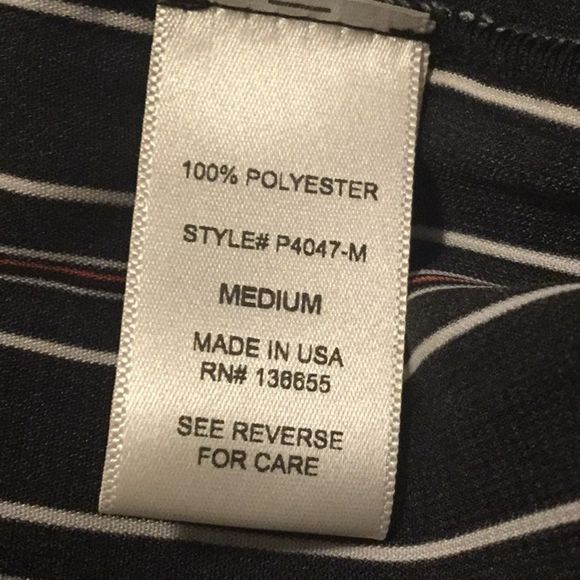 100% POLYESTER
STYLE# P4047-M
MEDIUM
MADE IN USA
RN# 136655
SEE REVERSE
FOR CARE